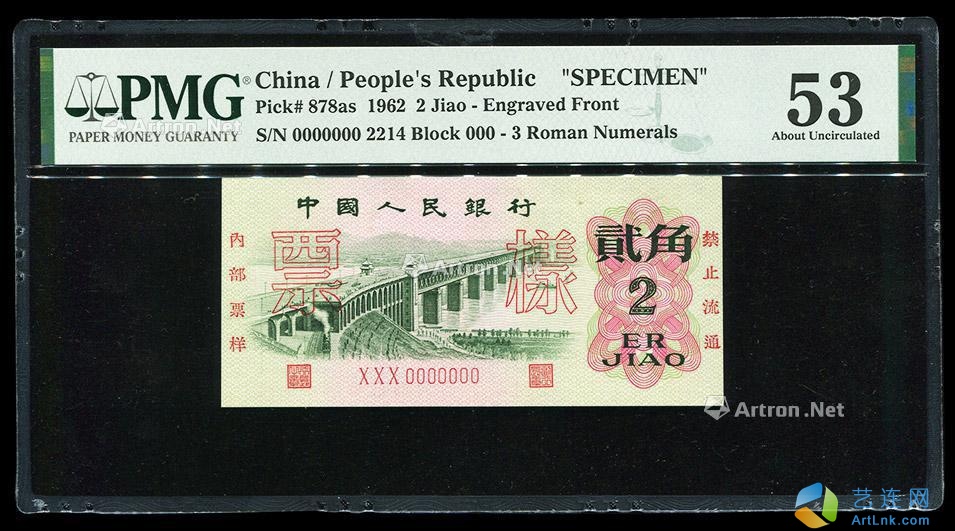 PMG®
PAPER MONEY GUARANTY
China / People's Republic "SPECIMEN"
Pick# 878as 1962 2 Jiao - Engraved Front
S/N 0000000 2214 Block 000 - 3 Roman Numerals
53
About Uncirculated
中國人民銀行
票樣
內部票样
禁止流通
貳角
2
ER
JIAO
XXX 0000000
Artron.Net
艺连网
ArtLnk.com